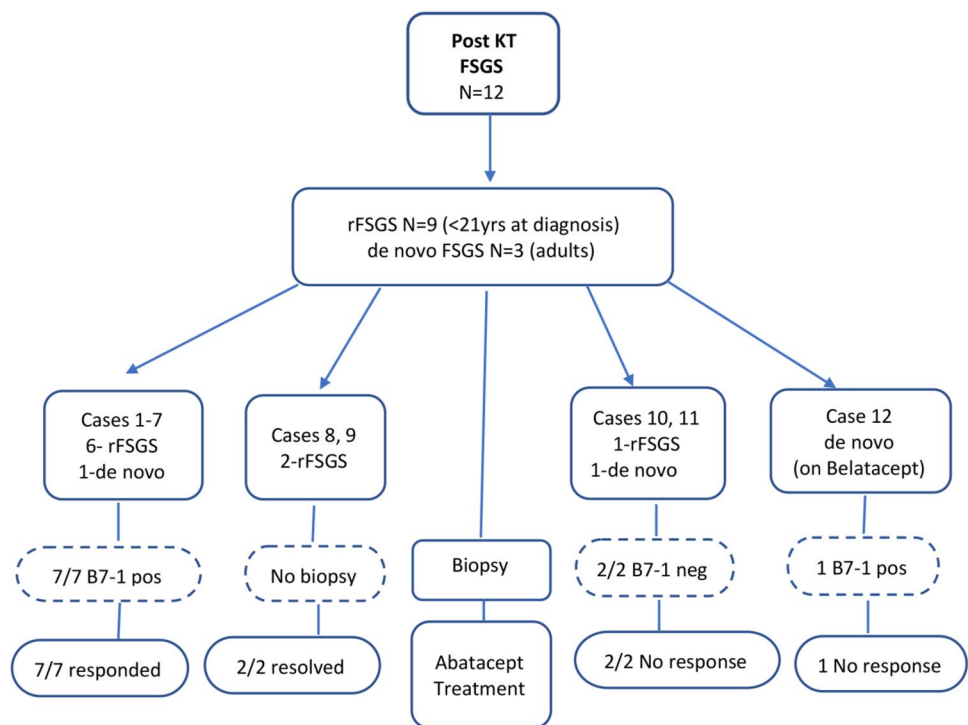 Post KT
FSGS
N=12
rFSGS N=9 (<21yrs at diagnosis)
de novo FSGS N=3 (adults)
Cases 1-7
6- rFSGS
1-de novo
Cases 8, 9
2-rFSGS
Cases 10, 11
1-rFSGS
1-de novo
Case 12
de novo
(on Belatacept)
7/7 B7-1 pos
No biopsy
Biopsy
2/2 B7-1 neg
1 B7-1 pos
7/7 responded
2/2 resolved
Abatacept
Treatment
2/2 No response
1 No response